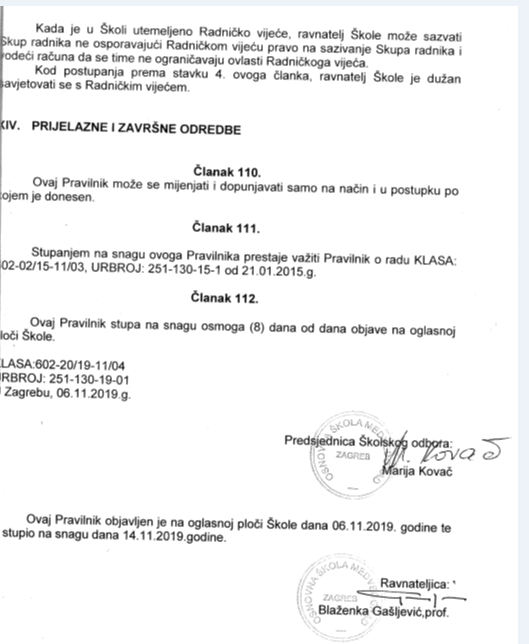 Kada je u Školi utemeljeno Radničko vijeće, ravnatelj Škole može sazvati
Skup radnika ne osporavajući Radničkom vijeću pravo na sazivanje Skupa radnika i
vodeći računa da se time ne ograničavaju ovlasti Radničkoga vijeća.
Kod postupanja prema stavku 4. ovoga članka, ravnatelj Škole je dužan
savjetovati se s Radničkim vijećem.
XIV. PRIJELAZNE I ZAVRŠNE ODREDBE
Članak 110.
Ovaj Pravilnik može se mijenjati i dopunjavati samo na način i u postupku po
kojem je donesen.
Članak 111.
Stupanjem na snagu ovoga Pravilnika prestaje važiti Pravilnik o radu KLASA:
602-02/15-11/03, URBROJ: 251-130-15-1 od 21.01.2015.g.
Članak 112.
Ovaj Pravilnik stupa na snagu osmoga (8) dana od dana objave na oglasnoj
ploči Škole.
KLASA:602-20/19-11/04
URBROJ: 251-130-19-01
U Zagrebu, 06.11.2019.g.
Predsjednica Školskog odbora:
M. Kovač
Marija Kovač
OSNOVNA ŠKOLA
ZAGREB
Ovaj Pravilnik objavljen je na oglasnoj ploči Škole dana 06.11.2019. godine te
stupio na snagu dana 14.11.2019.godine.
Ravnateljica:
Blaženka Gašljević,prof.
OSNOVNA ŠKOLA
ZAGREB